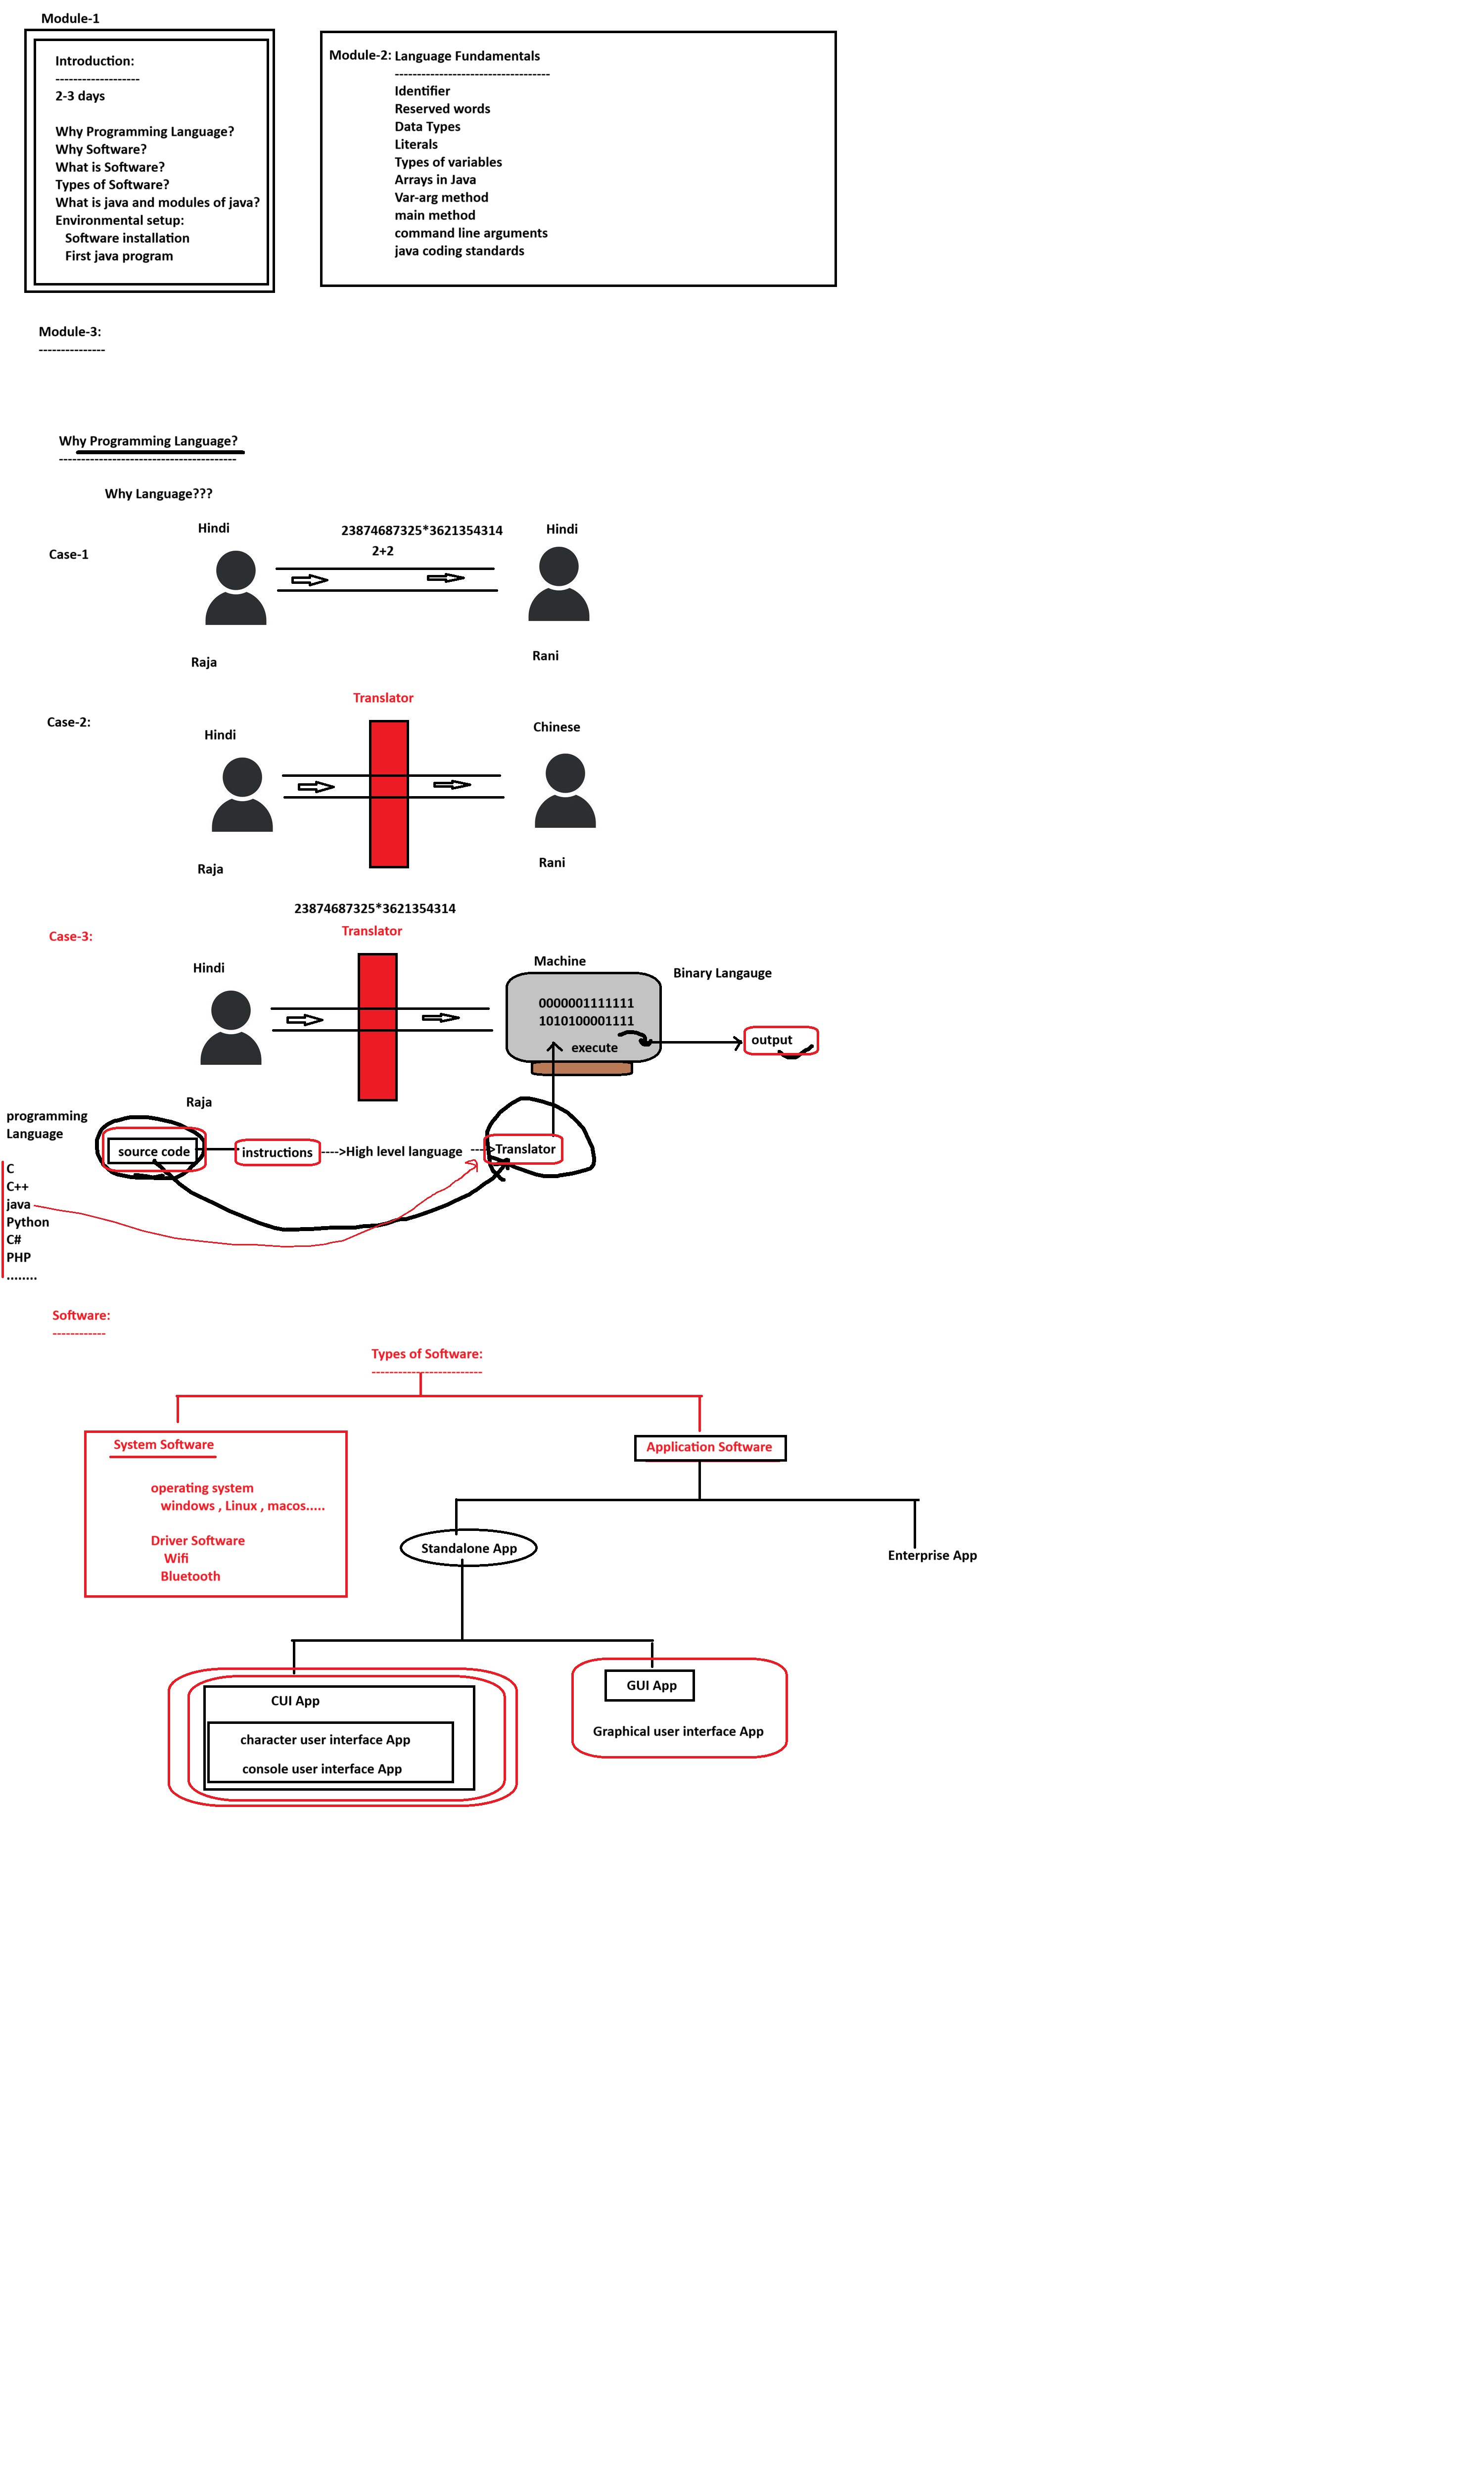 Module-1
Introduction:
-------------------
2-3 days
Why Programming Language?
Why Software?
What is Software?
Types of Software?
What is java and modules of java?
Environmental setup:
Software installation
First java program
Module-2: Language Fundamentals
-----------------------------------
Identifier
Reserved words
Data Types
Literals
Types of variables
Arrays in Java
Var-arg method
main method
command line arguments
java coding standards
Module-3:
---------------
Why Programming Language?
----------------------------------------
Why Language???
Case-1
Hindi
23874687325*3621354314
2+2
Hindi
Raja
Rani
Case-2:
Translator
Hindi
Chinese
Raja
Rani
23874687325*3621354314
Case-3:
Translator
Hindi
Machine
Binary Langauge
0000001111111
1010100001111
execute
output
Raja
programming
Language
source code
instructions ---->High level language ---->Translator
C
C++
java
Python
C#
PHP
........
Software:
------------
Types of Software:
-------------------------
System Software
operating system
windows , Linux , macos.....
Driver Software
Wifi
Bluetooth
Application Software
Standalone App
Enterprise App
CUI App
character user interface App
console user interface App
GUI App
Graphical user interface App